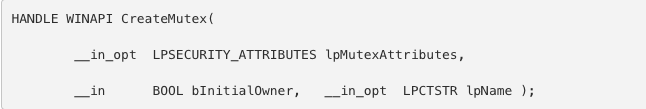 HANDLE WINAPI CreateMutex(
__in_opt LPSECURITY_ATTRIBUTES lpMutexAttributes,
__in BOOL bInitialOwner, __in_opt LPCTSTR lpName );